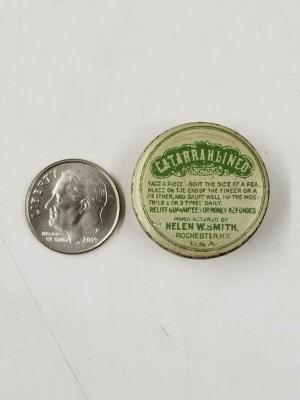 LIBERTY
CATARRHLINED
TAKE A PIECE ABOUT THE SIZE OF A PEA,
PLACE ON THE END OF THE FINGER OR A
FEATHER, AND SNUFF WELL UP THE NOS-
TRILS 2 OR 3 TIMES DAILY.
RELIEF GUARANTEED OR MONEY REFUNDED
MANUFACTURED BY
HELEN W. SMITH,
ROCHESTER, N.Y.
U.S.A